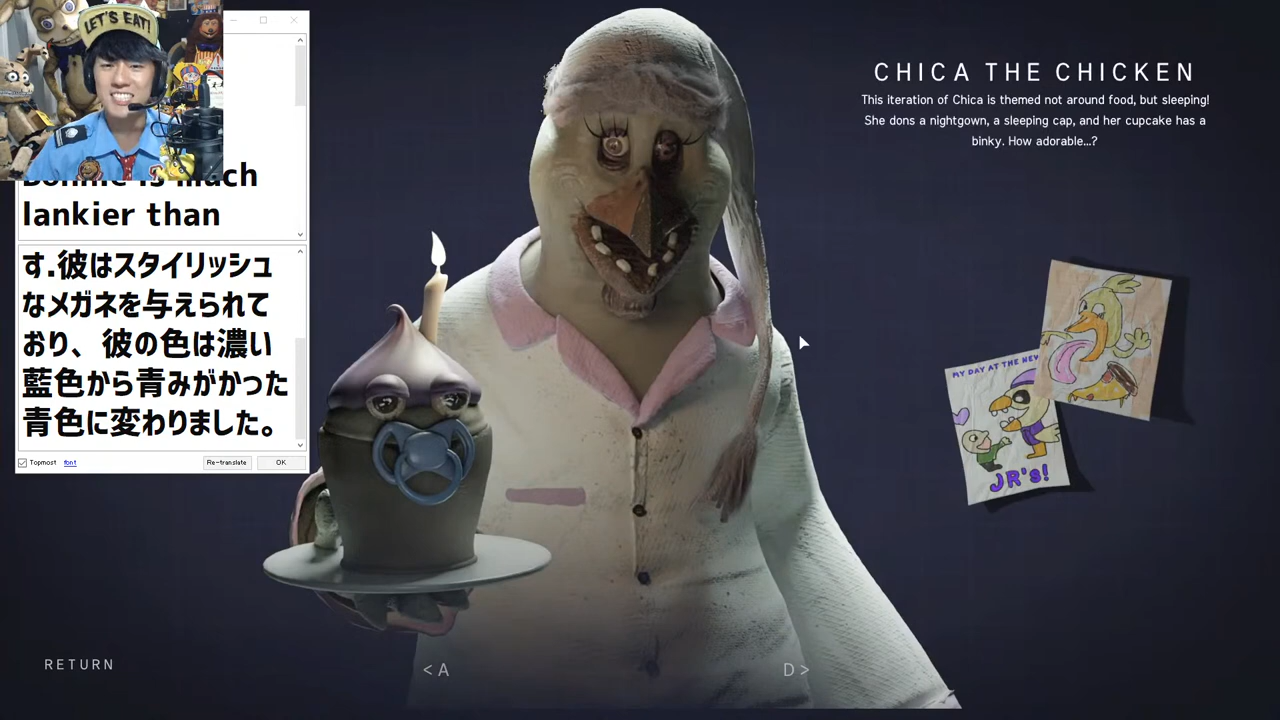 LET'S EAT!
Bonnie is much
lankier than
す.彼はスタイリッシュ
なメガネを与えられて
おり、彼の色は濃い
藍色から青みがかった
青色に変わりました。
Topmost font Re-translate OK
CHICA THE CHICKEN
This iteration of Chica is themed not around food, but sleeping!
She dons a nightgown, a sleeping cap, and her cupcake has a
binky. How adorable...?
MY DAY AT THE NEW
JR's!
RETURN
<A
D>